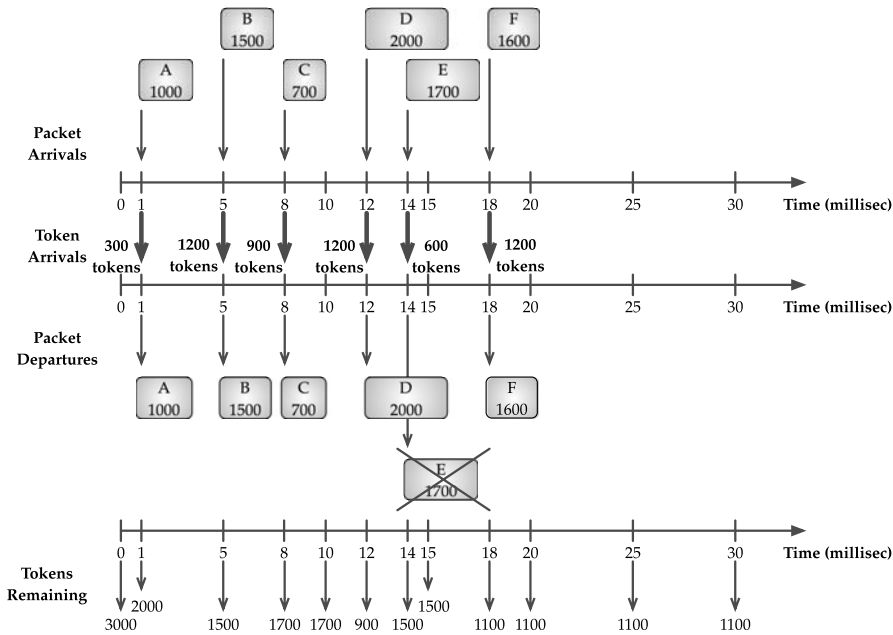 B
1500
D
2000
F
1600
A
1000
C
700
E
1700
Packet
Arrivals
0 1 5 8 10 12 14 15 18 20 25 30 Time (millisec)
Token
Arrivals
300
tokens
1200
tokens
900
tokens
1200
tokens
600
tokens
1200
tokens
0 1 5 8 10 12 14 15 18 20 25 30 Time (millisec)
Packet
Departures
A
1000
B
1500
C
700
D
2000
F
1600
E
1700
0 1 5 8 10 12 14 15 18 20 25 30 Time (millisec)
Tokens
Remaining
2000 1500
3000 1500 1700 1700 900 1500 1100 1100 1100 1100